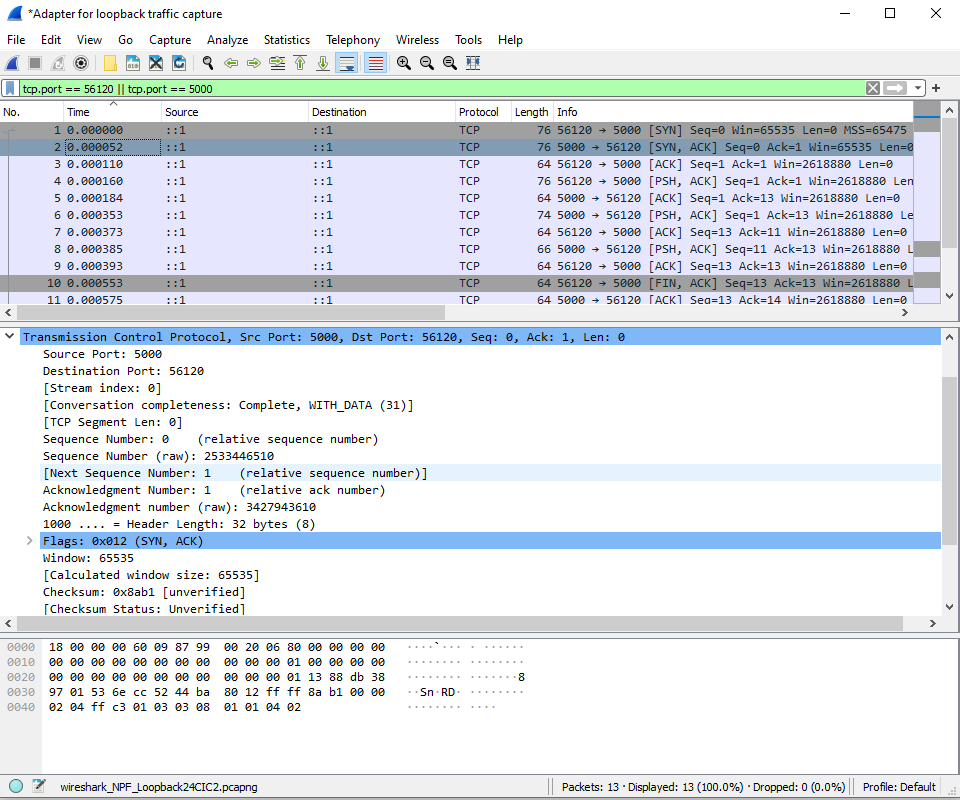 *Adapter for loopback traffic capture
File Edit View Go Capture Analyze Statistics Telephony Wireless Tools Help
tcp.port == 56120 || tcp.port == 5000
No. Time Source Destination Protocol Length Info
1 0.000000 ::1 ::1 TCP 76 56120 → 5000 [SYN] Seq=0 Win=65535 Len=0 MSS=65475
2 0.000052 ::1 ::1 TCP 76 5000 → 56120 [SYN, ACK] Seq=0 Ack=1 Win=65535 Len=0
3 0.000110 ::1 ::1 TCP 64 56120 → 5000 [ACK] Seq=1 Ack=1 Win=2618880 Len=0
4 0.000160 ::1 ::1 TCP 76 56120 → 5000 [PSH, ACK] Seq=1 Ack=1 Win=2618880 Len
5 0.000184 ::1 ::1 TCP 64 5000 → 56120 [ACK] Seq=1 Ack=13 Win=2618880 Len=0
6 0.000353 ::1 ::1 TCP 74 5000 → 56120 [PSH, ACK] Seq=1 Ack=13 Win=2618880 Le
7 0.000373 ::1 ::1 TCP 64 56120 → 5000 [ACK] Seq=13 Ack=11 Win=2618880 Len=0
8 0.000385 ::1 ::1 TCP 66 5000 → 56120 [PSH, ACK] Seq=11 Ack=13 Win=2618880 L
9 0.000393 ::1 ::1 TCP 64 56120 → 5000 [ACK] Seq=13 Ack=13 Win=2618880 Len=0
10 0.000553 ::1 ::1 TCP 64 56120 → 5000 [FIN, ACK] Seq=13 Ack=13 Win=2618880 L
11 0.000575 ::1 ::1 TCP 64 5000 → 56120 [ACK] Seq=13 Ack=14 Win=2618880 Len=0
Transmission Control Protocol, Src Port: 5000, Dst Port: 56120, Seq: 0, Ack: 1, Len: 0
Source Port: 5000
Destination Port: 56120
[Stream index: 0]
[Conversation completeness: Complete, WITH_DATA (31)]
[TCP Segment Len: 0]
Sequence Number: 0 (relative sequence number)
Sequence Number (raw): 2533446510
[Next Sequence Number: 1 (relative sequence number)]
Acknowledgment Number: 1 (relative ack number)
Acknowledgment number (raw): 3427943610
1000 .... = Header Length: 32 bytes (8)
Flags: 0x012 (SYN, ACK)
Window: 65535
[Calculated window size: 65535]
Checksum: 0x8ab1 [unverified]
[Checksum Status: Unverified]
0000 18 00 00 00 60 09 87 99 00 20 06 80 00 00 00 00 ····`··· · ······
0010 00 00 00 00 00 00 00 00 00 00 00 01 00 00 00 00 ········ ········
0020 00 00 00 00 00 00 00 00 00 00 00 01 13 88 db 38 ········ ·······8
0030 97 01 53 6e cc 52 44 ba 80 12 ff ff 8a b1 00 00 ··Sn·RD· ········
0040 02 04 ff c3 01 03 03 08 01 01 04 02 ········ ····
wireshark_NPF_Loopback24CIC2.pcapng Packets: 13 · Displayed: 13 (100.0%) · Dropped: 0 (0.0%) Profile: Default